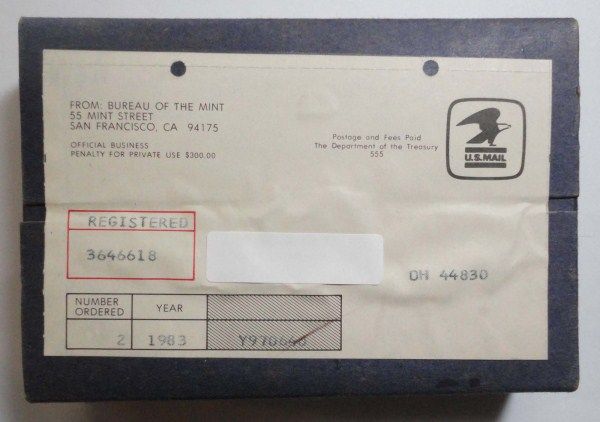 FROM: BUREAU OF THE MINT
55 MINT STREET
SAN FRANCISCO, CA 94175
OFFICIAL BUSINESS
PENALTY FOR PRIVATE USE $300.00
Postage and Fees Paid
The Department of the Treasury
555
U.S.MAIL
REGISTERED
3646618
OH 44830
NUMBER ORDERED YEAR
2 1983